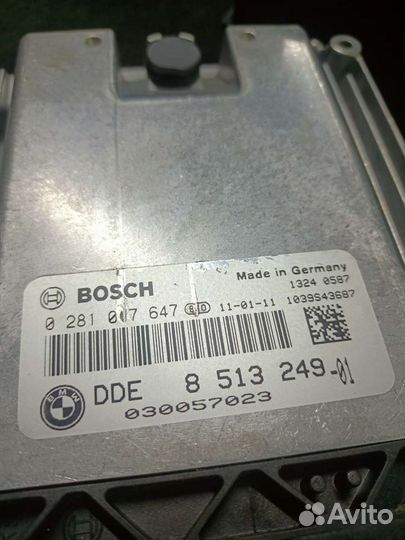 BOSCH
Made in Germany
1324 0587
0 281 017 647 11-01-11 1039S43687
BMW
DDE 8 513 249-01
030057023
Avito